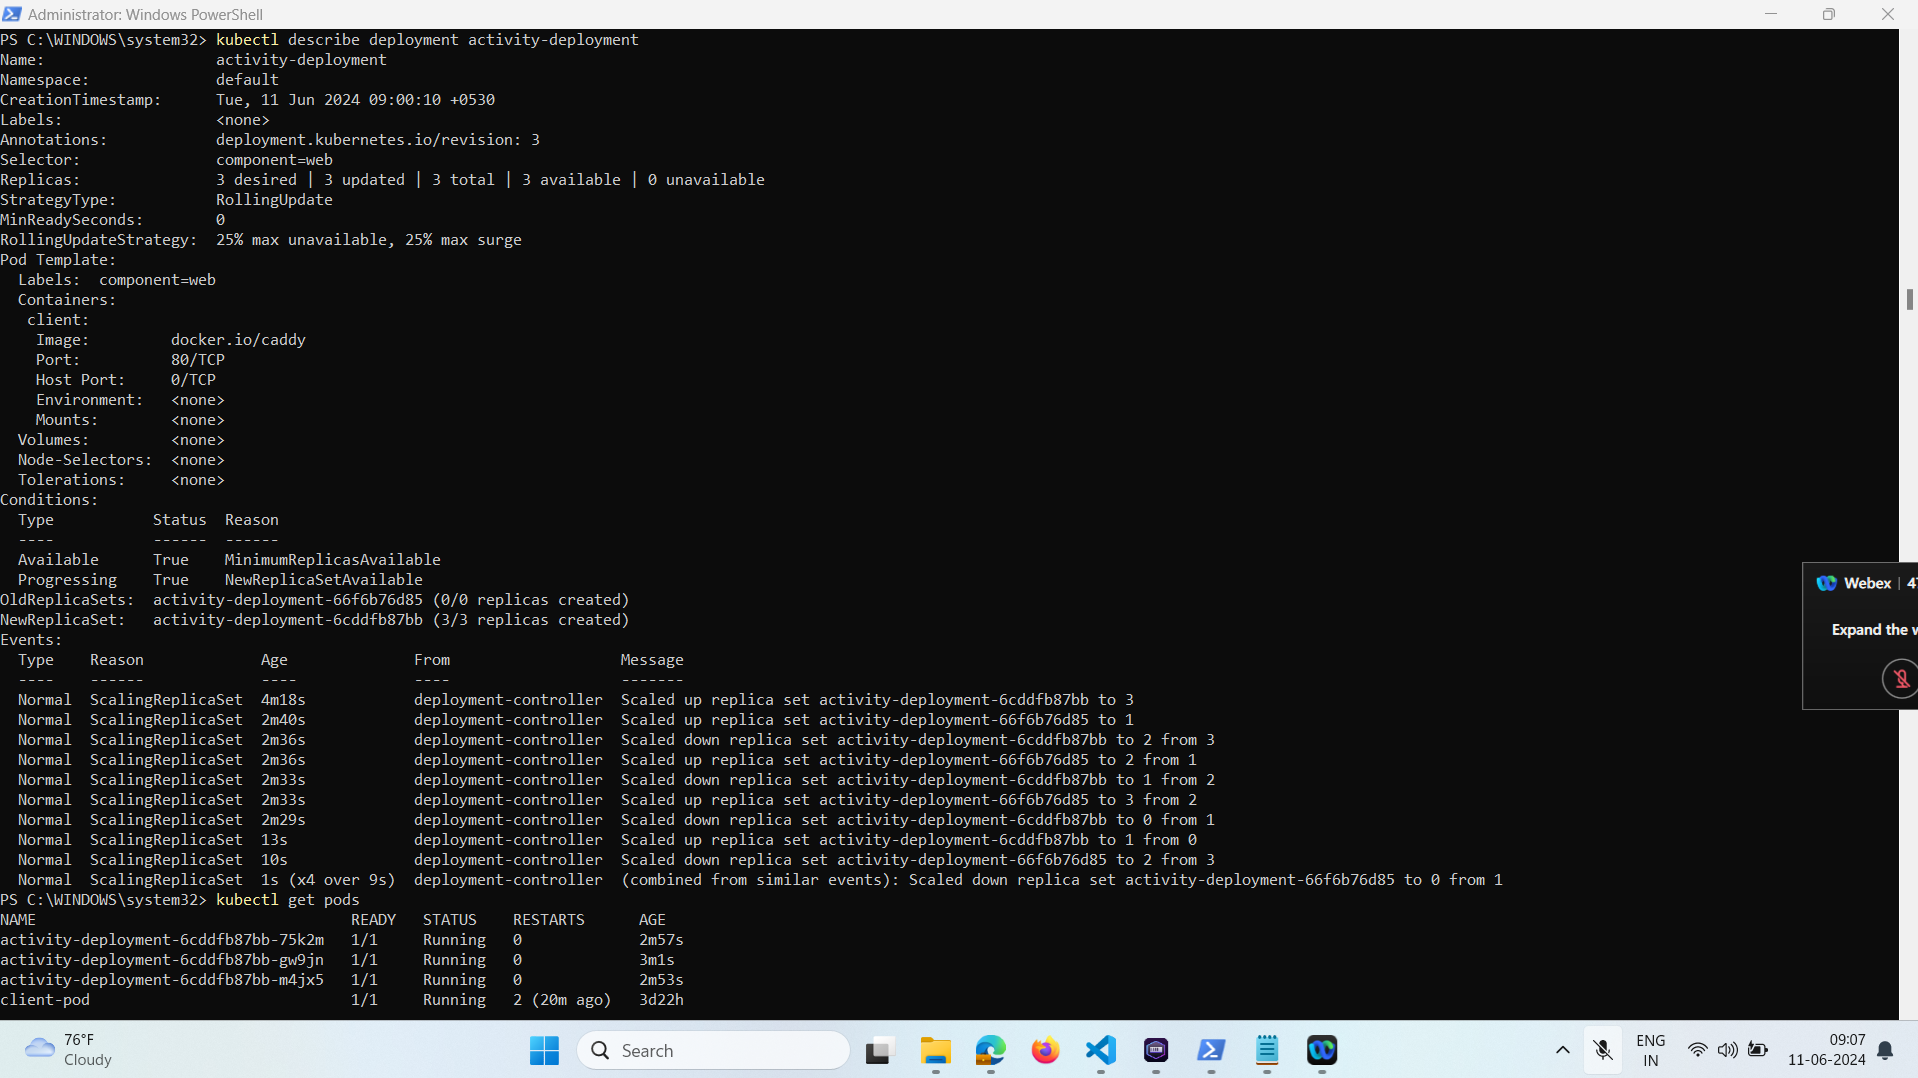 Administrator: Windows PowerShell
PS C:\WINDOWS\system32> kubectl describe deployment activity-deployment
Name:                   activity-deployment
Namespace:              default
CreationTimestamp:      Tue, 11 Jun 2024 09:00:10 +0530
Labels:                 <none>
Annotations:            deployment.kubernetes.io/revision: 3
Selector:               component=web
Replicas:               3 desired | 3 updated | 3 total | 3 available | 0 unavailable
StrategyType:           RollingUpdate
MinReadySeconds:        0
RollingUpdateStrategy:  25% max unavailable, 25% max surge
Pod Template:
  Labels:  component=web
  Containers:
   client:
    Image:         docker.io/caddy
    Port:          80/TCP
    Host Port:     0/TCP
    Environment:   <none>
    Mounts:        <none>
  Volumes:         <none>
  Node-Selectors:  <none>
  Tolerations:     <none>
Conditions:
  Type           Status  Reason
  ----           ------  ------
  Available      True    MinimumReplicasAvailable
  Progressing    True    NewReplicaSetAvailable
OldReplicaSets:  activity-deployment-66f6b76d85 (0/0 replicas created)
NewReplicaSet:   activity-deployment-6cddfb87bb (3/3 replicas created)
Events:
  Type    Reason             Age              From                   Message
  ----    ------             ----             ----                   -------
  Normal  ScalingReplicaSet  4m18s            deployment-controller  Scaled up replica set activity-deployment-6cddfb87bb to 3
  Normal  ScalingReplicaSet  2m40s            deployment-controller  Scaled up replica set activity-deployment-66f6b76d85 to 1
  Normal  ScalingReplicaSet  2m36s            deployment-controller  Scaled down replica set activity-deployment-6cddfb87bb to 2 from 3
  Normal  ScalingReplicaSet  2m36s            deployment-controller  Scaled up replica set activity-deployment-66f6b76d85 to 2 from 1
  Normal  ScalingReplicaSet  2m33s            deployment-controller  Scaled down replica set activity-deployment-6cddfb87bb to 1 from 2
  Normal  ScalingReplicaSet  2m33s            deployment-controller  Scaled up replica set activity-deployment-66f6b76d85 to 3 from 2
  Normal  ScalingReplicaSet  2m29s            deployment-controller  Scaled down replica set activity-deployment-6cddfb87bb to 0 from 1
  Normal  ScalingReplicaSet  13s              deployment-controller  Scaled up replica set activity-deployment-6cddfb87bb to 1 from 0
  Normal  ScalingReplicaSet  10s              deployment-controller  Scaled down replica set activity-deployment-66f6b76d85 to 2 from 3
  Normal  ScalingReplicaSet  1s (x4 over 9s)  deployment-controller  (combined from similar events): Scaled down replica set activity-deployment-66f6b76d85 to 0 from 1
PS C:\WINDOWS\system32> kubectl get pods
NAME                                   READY   STATUS    RESTARTS      AGE
activity-deployment-6cddfb87bb-75k2m   1/1     Running   0             2m57s
activity-deployment-6cddfb87bb-gw9jn   1/1     Running   0             3m1s
activity-deployment-6cddfb87bb-m4jx5   1/1     Running   0             2m53s
client-pod                             1/1     Running   2 (20m ago)   3d22h
Webex | 4
Expand the
76°F
Cloudy
Search
ENG
IN
09:07
11-06-2024